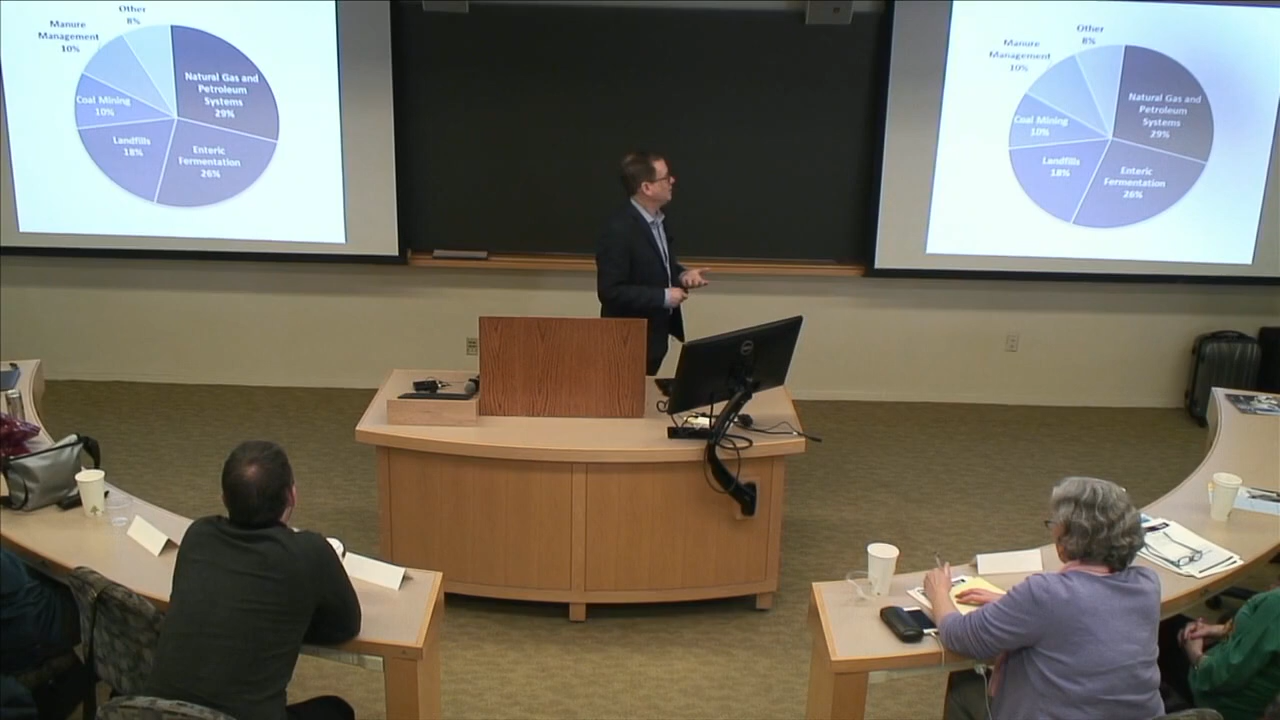 Other
8%
Manure
Management
10%
Natural Gas and
Petroleum
Systems
29%
Coal Mining
10%
Landfills
18%
Enteric
Fermentation
26%
Other
8%
Manure
Management
10%
Natural Gas and
Petroleum
Systems
29%
Coal Mining
10%
Landfills
18%
Enteric
Fermentation
26%
DELL